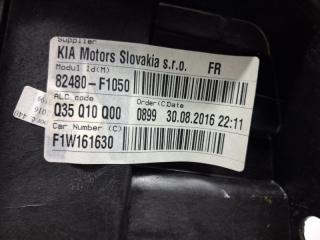 Supplier
KIA Motors Slovakia s.r.o. FR
Modul Id(M)
82480-F1050
ALC code Order(C)Date
Q35 Q10 Q00 0899 30.08.2016 22:11
Car Number (C)
F1W161630